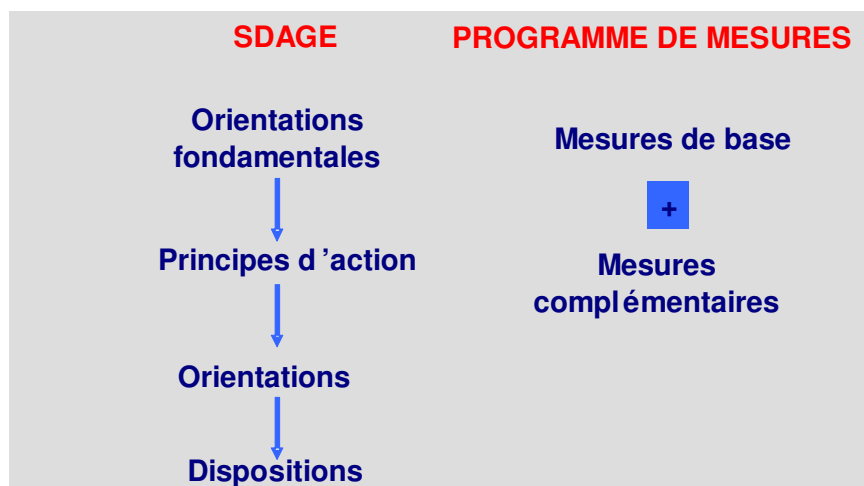 SDAGE
PROGRAMME DE MESURES
Orientations
fondamentales
Mesures de base
+
Principes d ’action
Mesures
complémentaires
Orientations
Dispositions